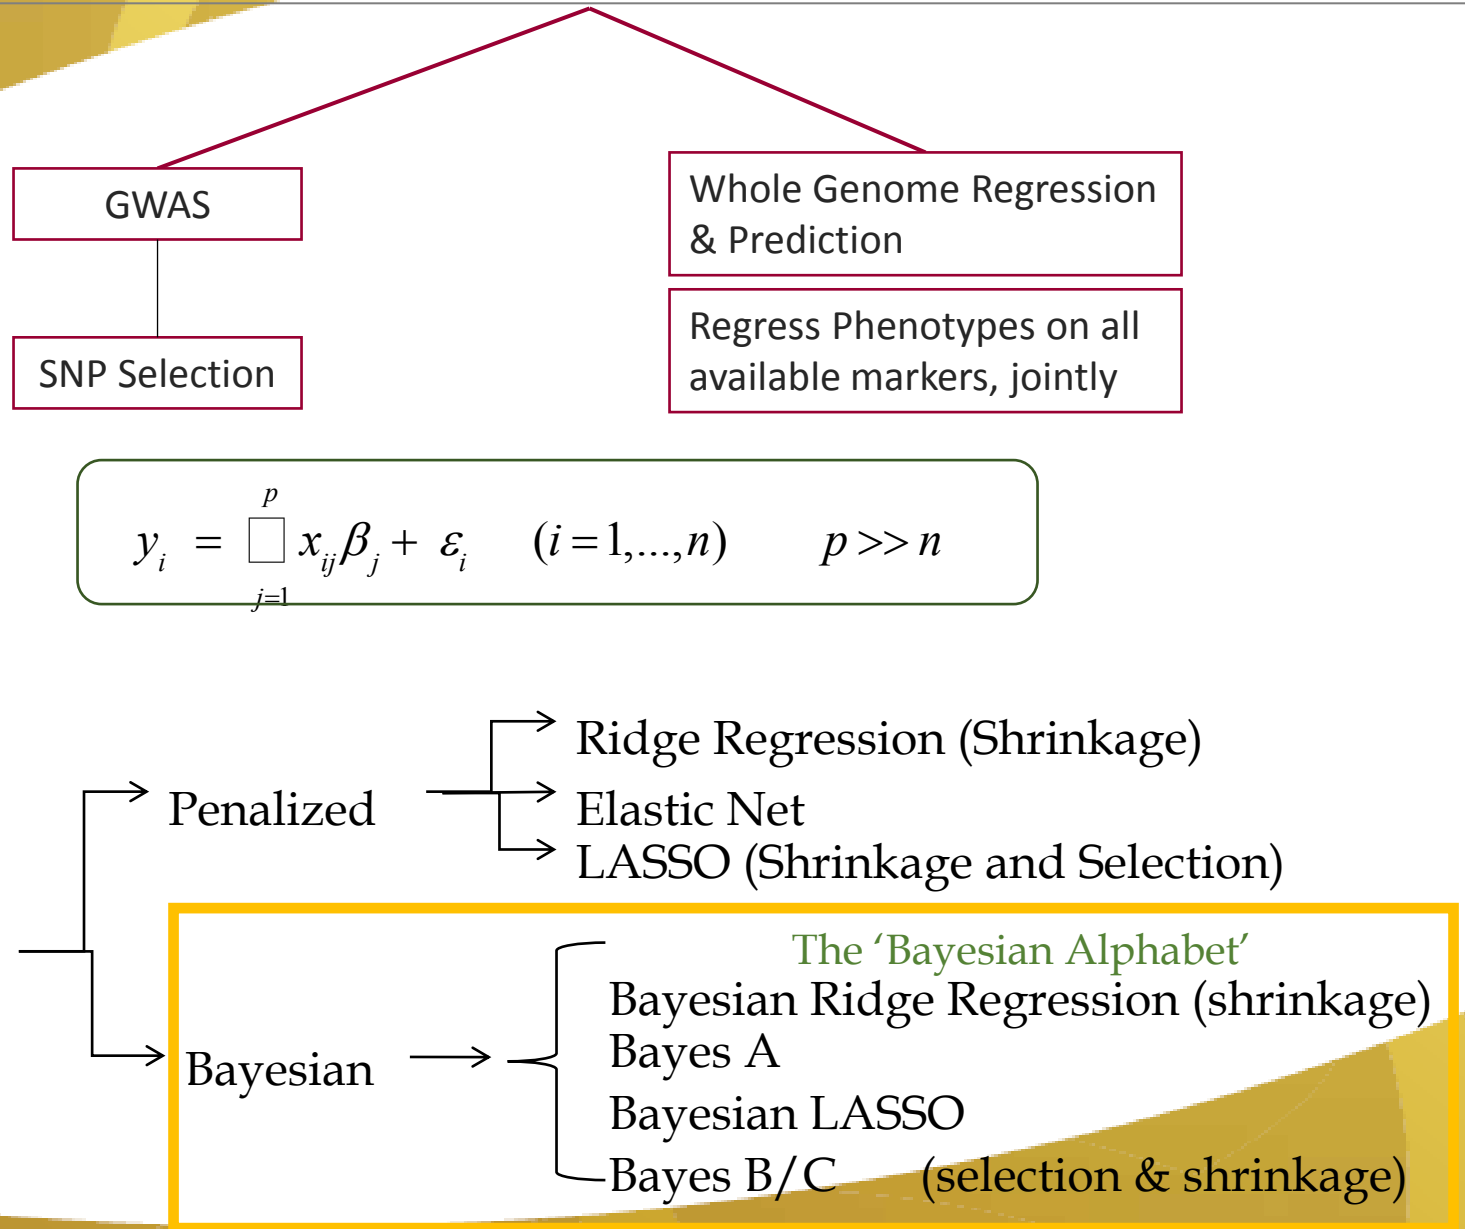 GWAS
SNP Selection
Whole Genome Regression
& Prediction
Regress Phenotypes on all
available markers, jointly
y_i = □_{j=1}^{p} x_{ij} β_j + ε_i (i = 1,...,n) p >> n
Penalized
Ridge Regression (Shrinkage)
Elastic Net
LASSO (Shrinkage and Selection)
Bayesian
The ‘Bayesian Alphabet’
Bayesian Ridge Regression (shrinkage)
Bayes A
Bayesian LASSO
Bayes B/C (selection & shrinkage)